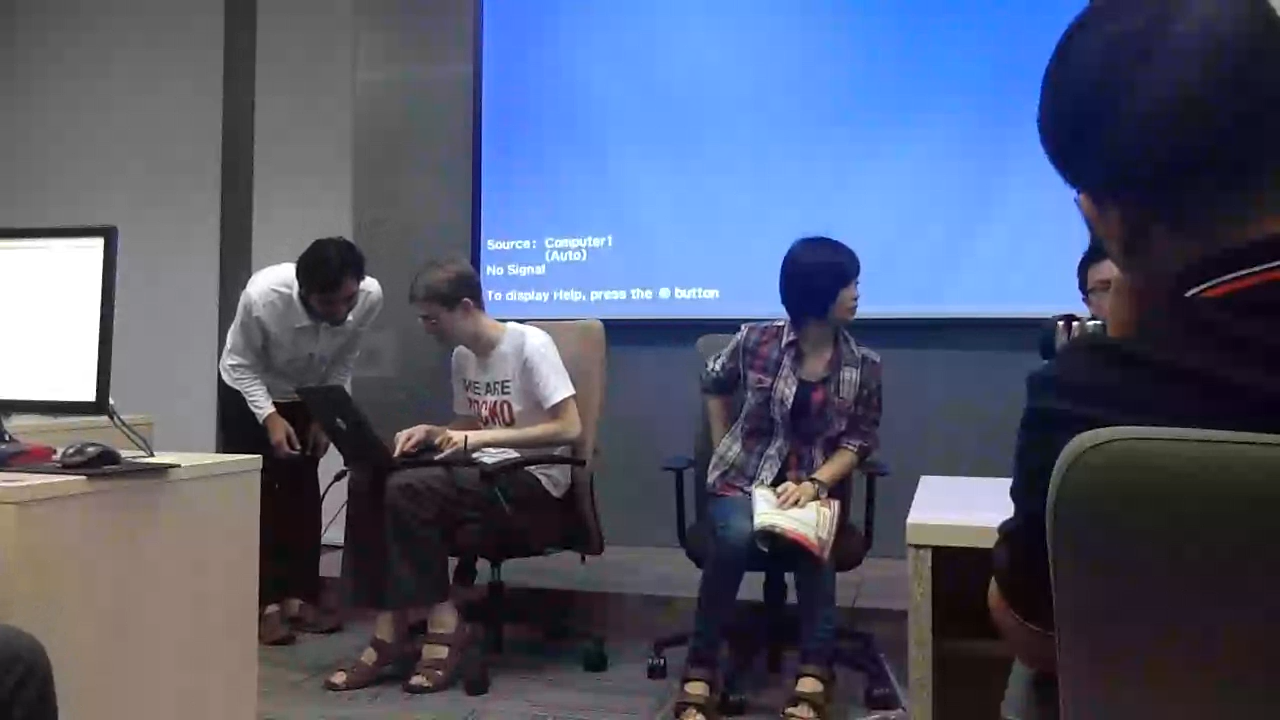 Source: Computer1
(Auto)
No Signal
To display Help, press the button
WE ARE